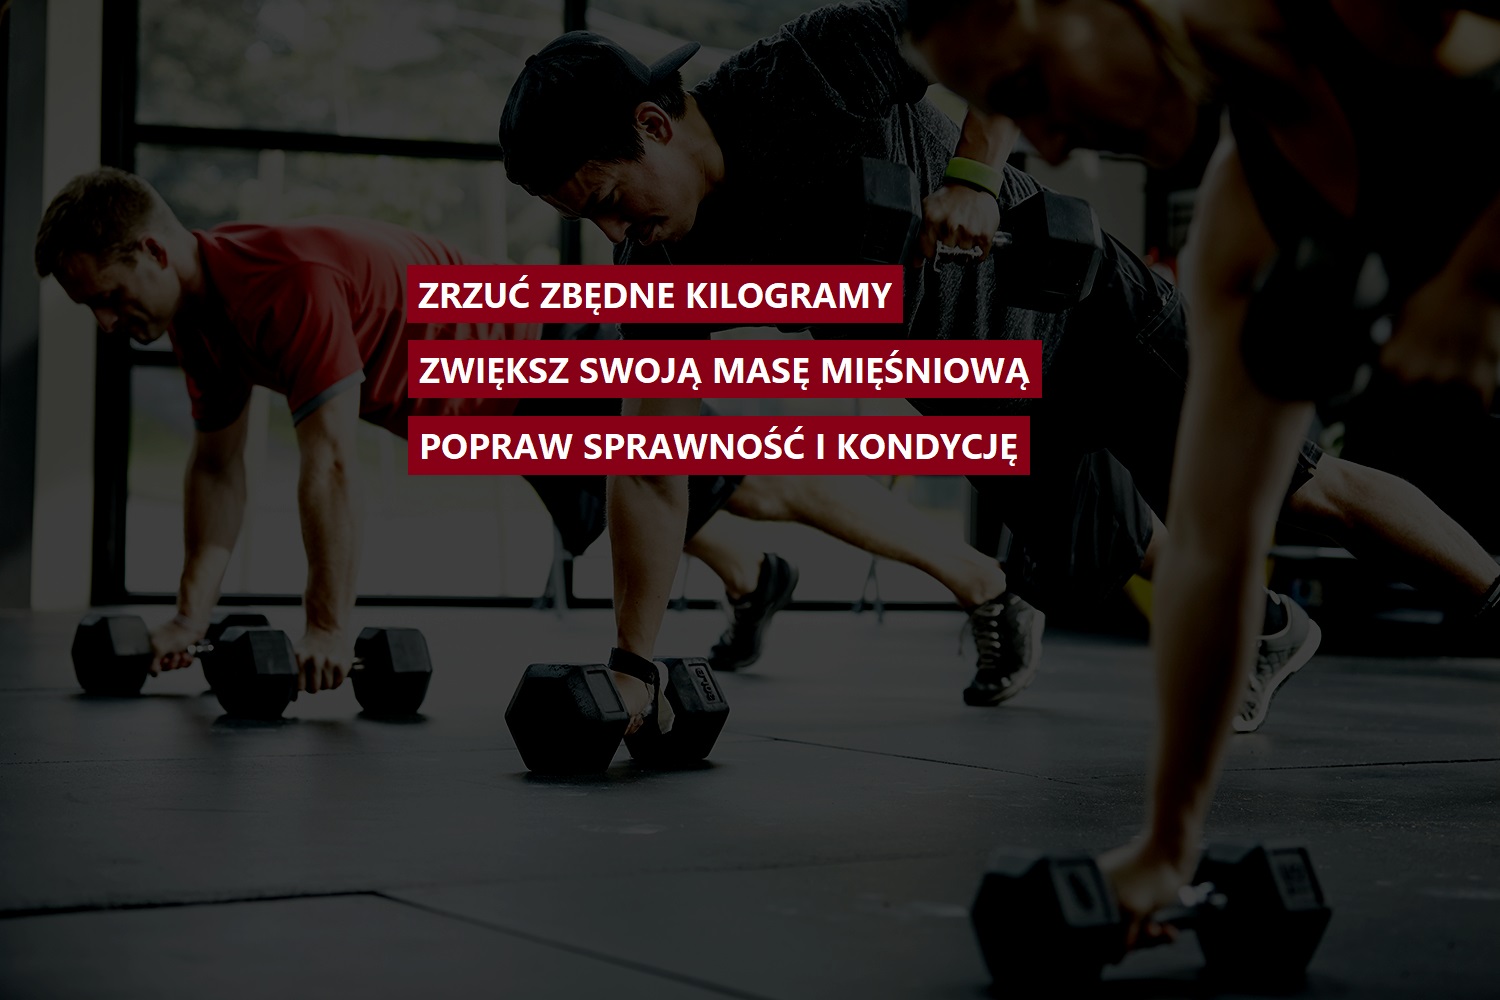 ZRZUĆ ZBĘDNE KILOGRAMY
ZWIĘKSZ SWOJĄ MASĘ MIĘŚNIOWĄ
POPRAW SPRAWNOŚĆ I KONDYCJĘ